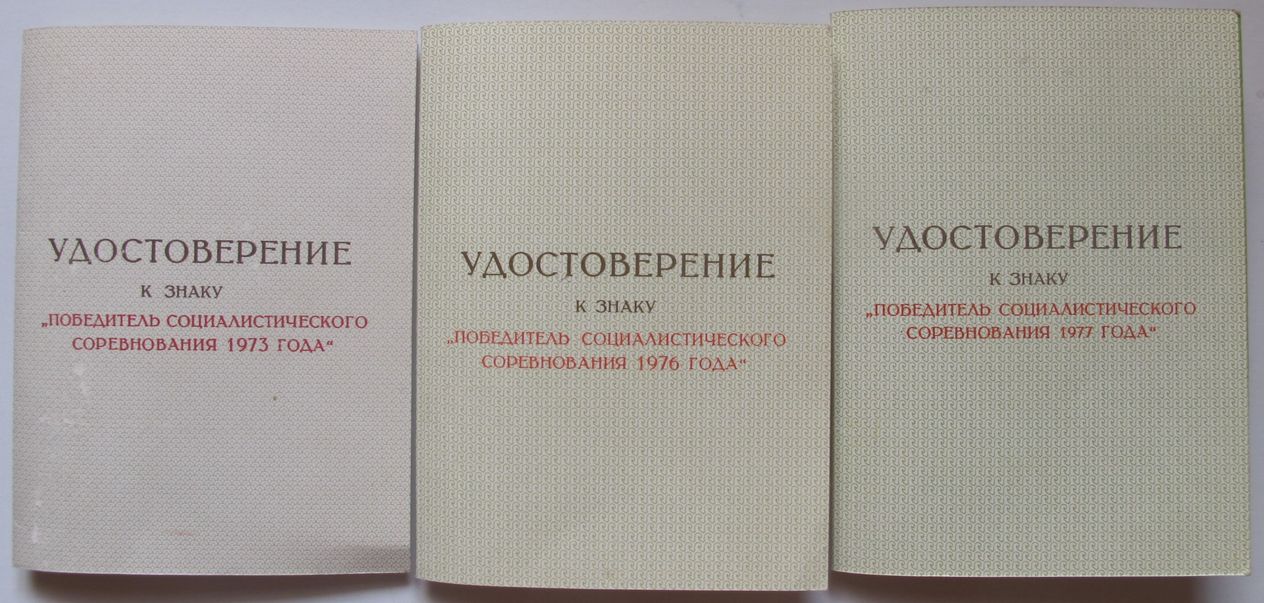 УДОСТОВЕРЕНИЕ
К ЗНАКУ
„ПОБЕДИТЕЛЬ СОЦИАЛИСТИЧЕСКОГО
СОРЕВНОВАНИЯ 1973 ГОДА“
УДОСТОВЕРЕНИЕ
К ЗНАКУ
„ПОБЕДИТЕЛЬ СОЦИАЛИСТИЧЕСКОГО
СОРЕВНОВАНИЯ 1976 ГОДА“
УДОСТОВЕРЕНИЕ
К ЗНАКУ
„ПОБЕДИТЕЛЬ СОЦИАЛИСТИЧЕСКОГО
СОРЕВНОВАНИЯ 1977 ГОДА“